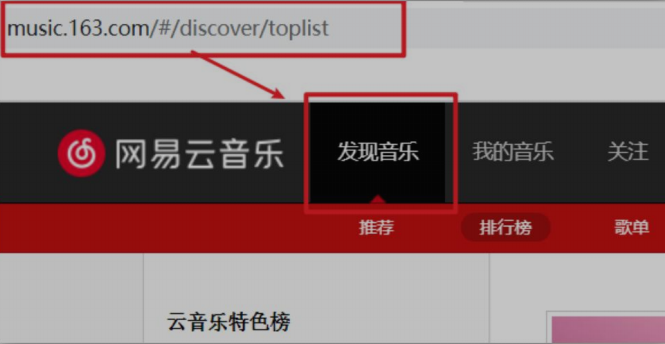 music.163.com/#/discover/toplist
网易云音乐 发现音乐 我的音乐 关注
推荐 排行榜 歌单
云音乐特色榜